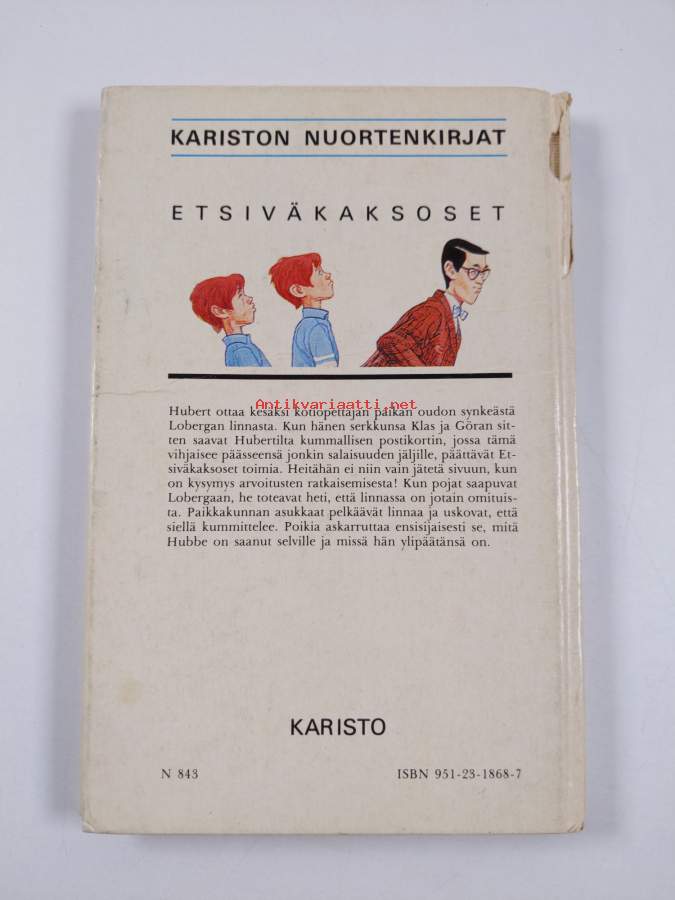 KARISTON NUORTENKIRJAT
ETSIVÄKAKSOSET
Antikvariaatti.net
Hubert ottaa kesäksi kotiopettajan paikan oudon synkeästä
Lobergan linnasta. Kun hänen serkkunsa Klas ja Göran sit-
ten saavat Hubertilta kummallisen postikortin, jossa tämä
vihjaisee päässeensä jonkin salaisuuden jäljille, päättävät Et-
siväkaksoset toimia. Heitähän ei niin vain jätetä sivuun, kun
on kysymys arvoitusten ratkaisemisesta! Kun pojat saapuvat
Lobergaan, he toteavat heti, että linnassa on jotain omituis-
ta. Paikkakunnan asukkaat pelkäävät linnaa ja uskovat, että
siellä kummittelee. Poikia askarruttaa ensisijaisesti se, mitä
Hubbe on saanut selville ja missä hän ylipäätänsä on.
KARISTO
N 843
ISBN 951-23-1868-7